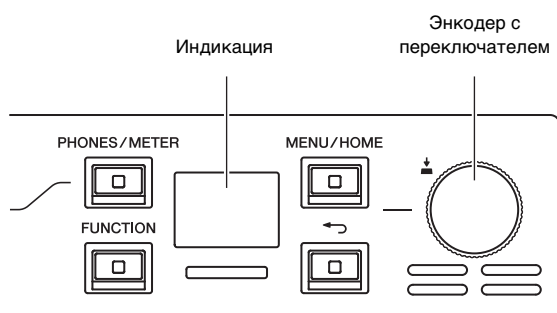 Энкодер с
переключателем
Индикация
PHONES/METER
MENU/HOME
FUNCTION